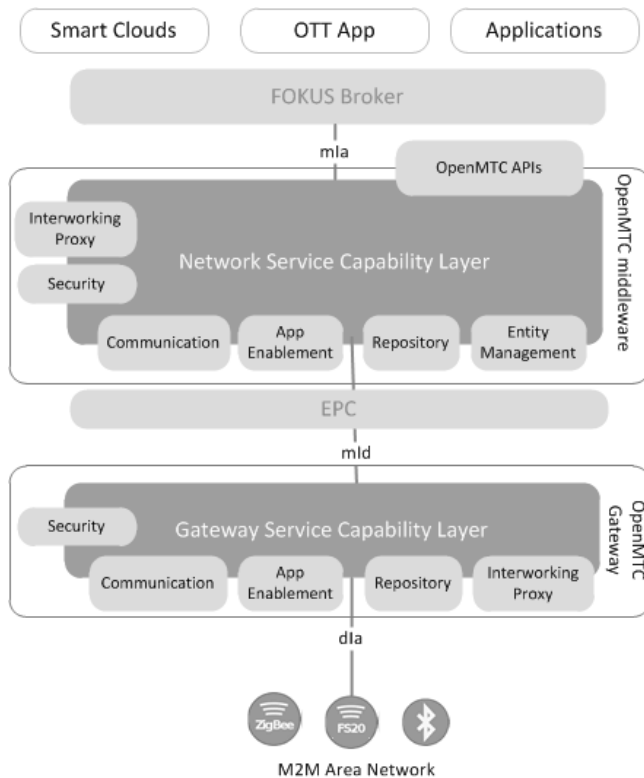 Smart Clouds
OTT App
Applications
FOKUS Broker
mIa
OpenMTC APIs
OpenMTC middleware
Interworking
Proxy
Network Service Capability Layer
Security
Communication
App
Enablement
Repository
Entity
Management
EPC
mId
OpenMTC
Gateway
Security
Gateway Service Capability Layer
Communication
App
Enablement
Repository
Interworking
Proxy
dIa
ZigBee
FS20
M2M Area Network